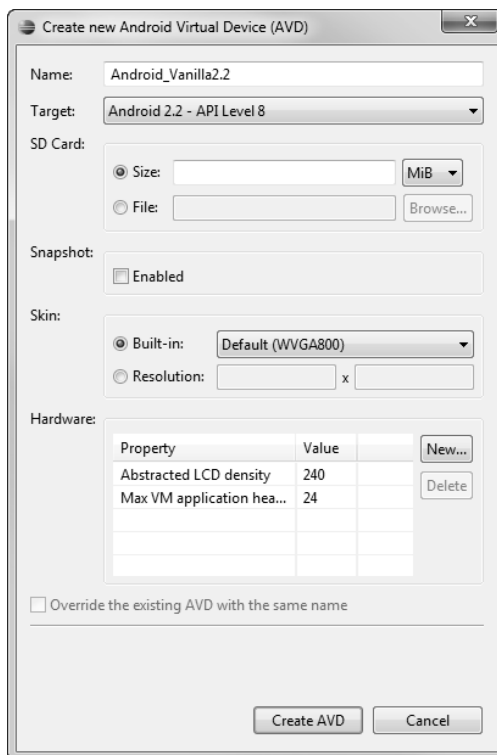 Create new Android Virtual Device (AVD)
x
Name: Android_Vanilla2.2
Target: Android 2.2 - API Level 8
SD Card:
Size: MiB
File: Browse...
Snapshot:
Enabled
Skin:
Built-in: Default (WVGA800)
Resolution: x
Hardware:
Property Value New...
Abstracted LCD density 240
Delete
Max VM application hea... 24
Override the existing AVD with the same name
Create AVD Cancel